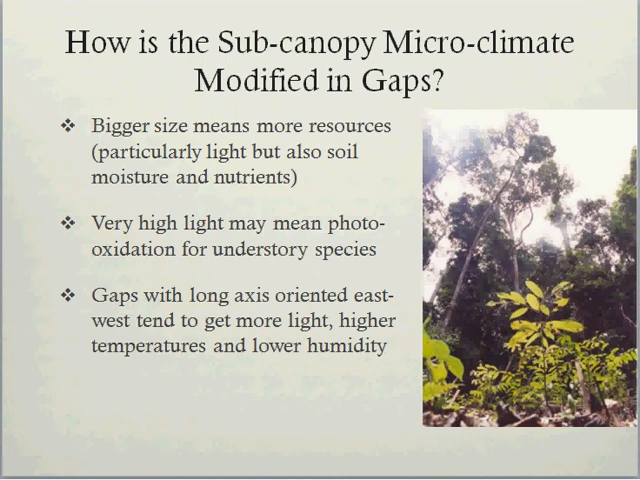 How is the Sub-canopy Micro-climate
Modified in Gaps?
❖ Bigger size means more resources
(particularly light but also soil
moisture and nutrients)
❖ Very high light may mean photo-
oxidation for understory species
❖ Gaps with long axis oriented east-
west tend to get more light, higher
temperatures and lower humidity